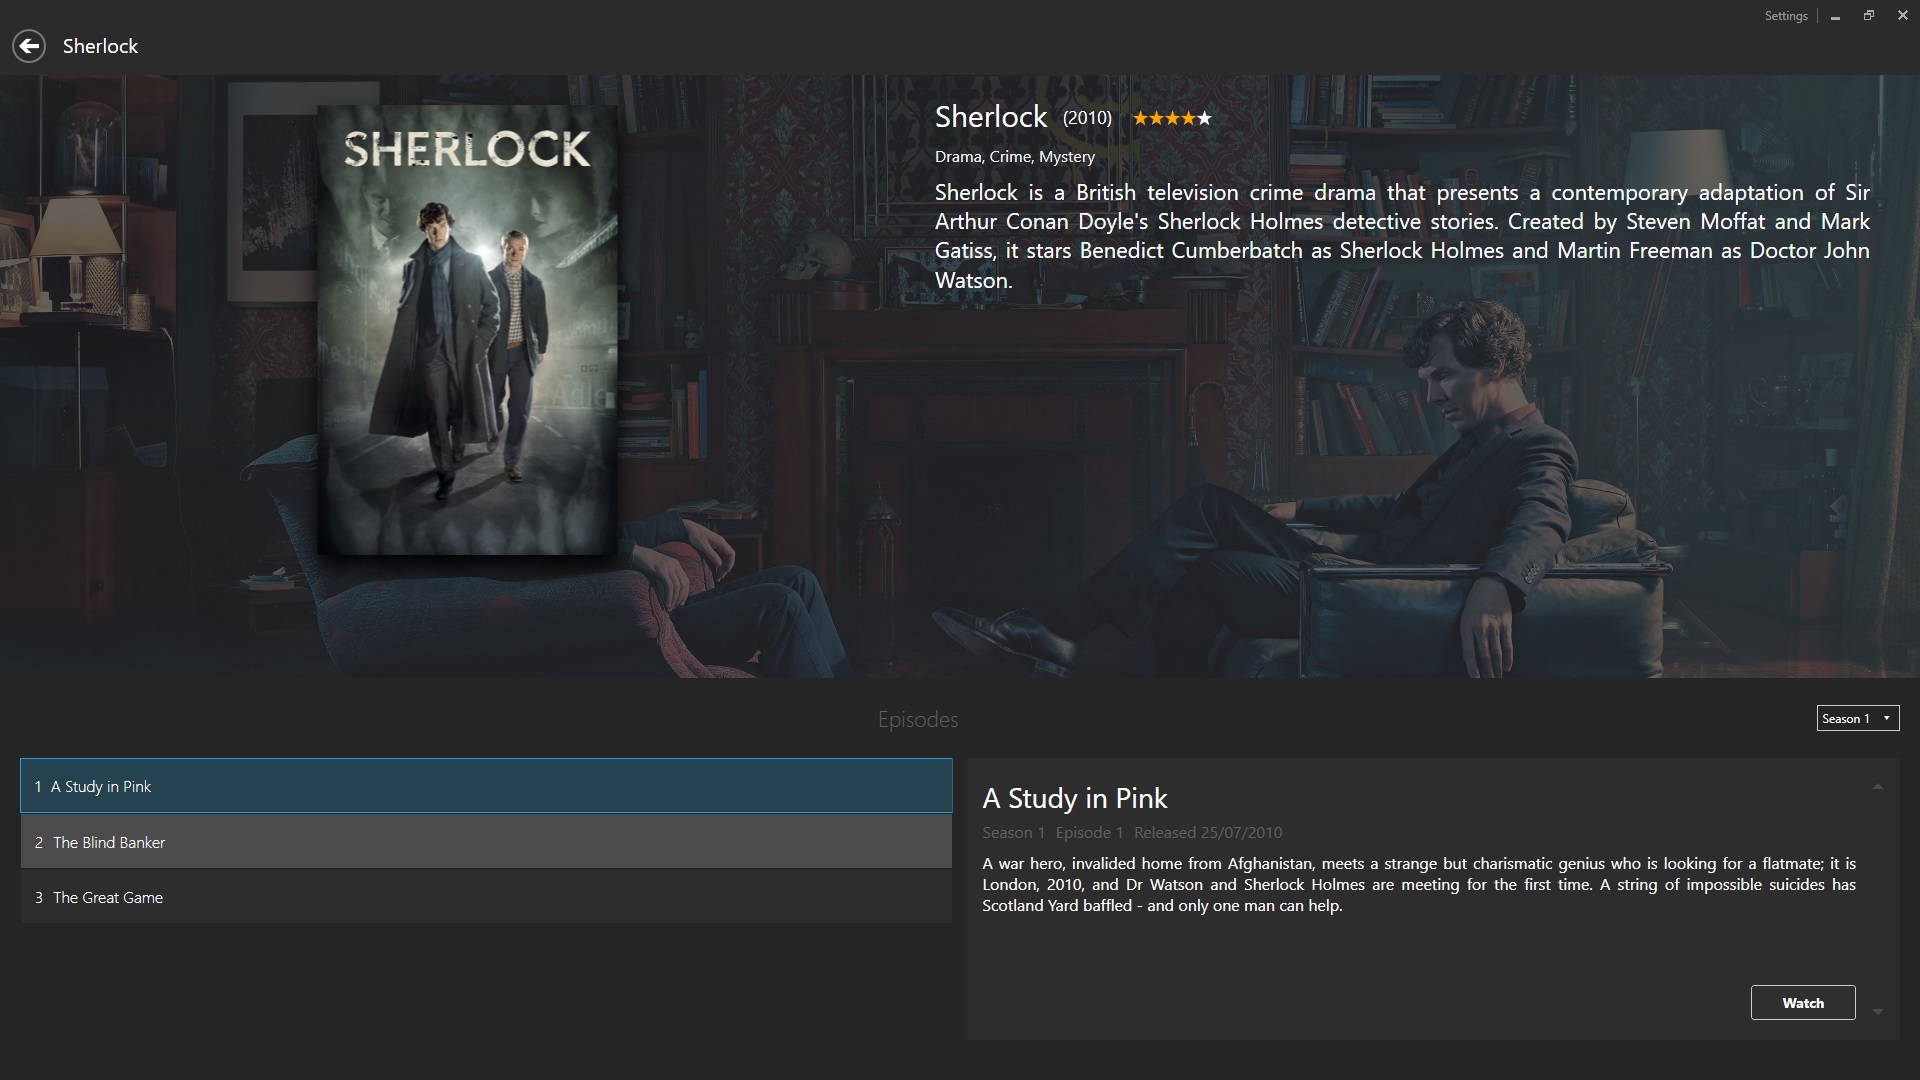 Settings
Sherlock
SHERLOCK
Sherlock (2010)
Drama, Crime, Mystery
Sherlock is a British television crime drama that presents a contemporary adaptation of Sir
Arthur Conan Doyle's Sherlock Holmes detective stories. Created by Steven Moffat and Mark
Gatiss, it stars Benedict Cumberbatch as Sherlock Holmes and Martin Freeman as Doctor John
Watson.
Episodes
Season 1
1 A Study in Pink
2 The Blind Banker
3 The Great Game
A Study in Pink
Season 1 Episode 1 Released 25/07/2010
A war hero, invalided home from Afghanistan, meets a strange but charismatic genius who is looking for a flatmate; it is
London, 2010, and Dr Watson and Sherlock Holmes are meeting for the first time. A string of impossible suicides has
Scotland Yard baffled - and only one man can help.
Watch